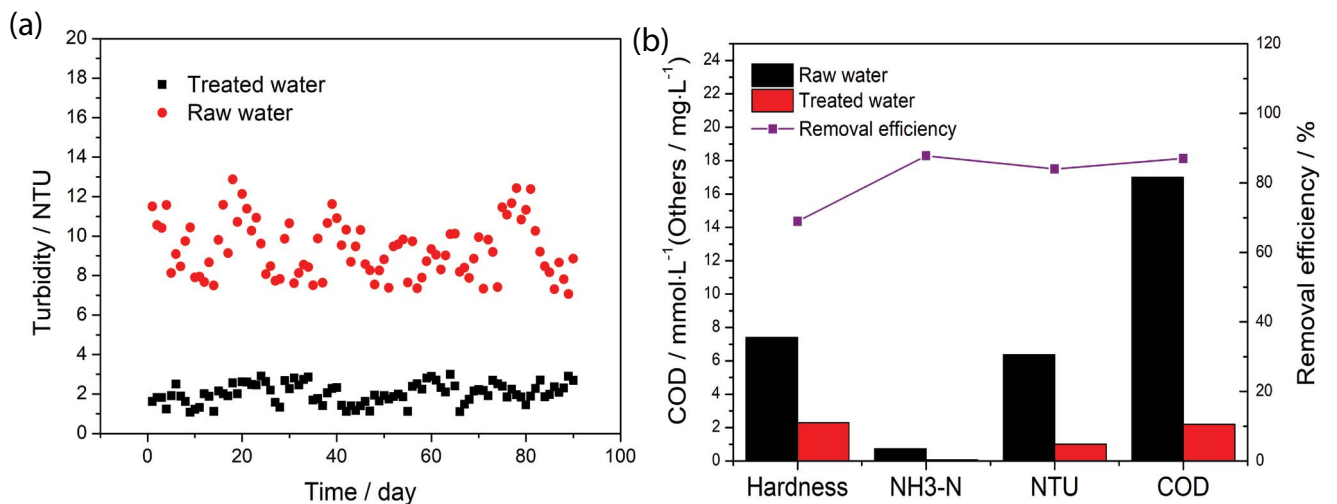 (a)
20
18
16
14
12
10
8
6
4
2
0
Turbidity / NTU
Treated water
Raw water
0 20 40 60 80 100
Time / day
(b)
24
22
20
18
16
14
12
10
8
6
4
2
0
COD / mmol·L⁻¹(Others / mg·L⁻¹)
Raw water
Treated water
Removal efficiency
120
100
80
60
40
20
0
Removal efficiency / %
Hardness NH3-N NTU COD